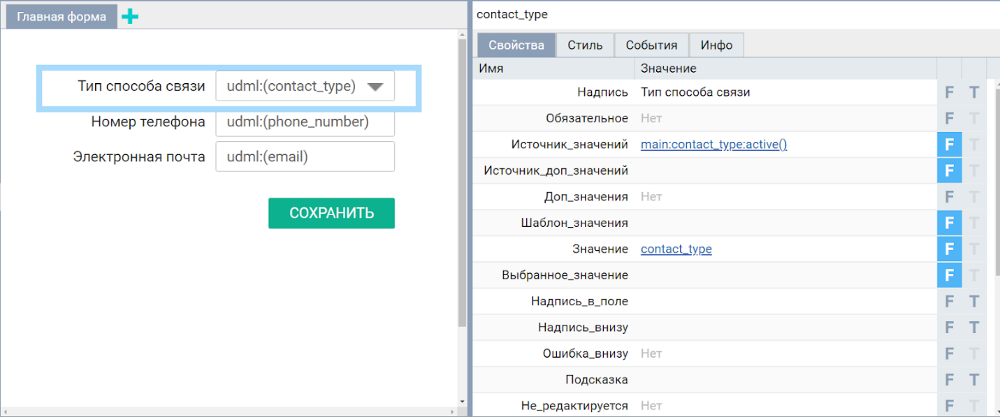 Главная форма
Тип способа связи udml:(contact_type)
Номер телефона udml:(phone_number)
Электронная почта udml:(email)
СОХРАНИТЬ
contact_type
Свойства Стиль События Инфо
Имя Значение
Надпись Тип способа связи F T
Обязательное Нет F T
Источник_значений main:contact_type:active() F T
Источник_доп_значений F T
Доп_значения Нет F T
Шаблон_значения F T
Значение contact_type F T
Выбранное_значение F T
Надпись_в_поле F T
Надпись_внизу F T
Ошибка_внизу Нет F T
Подсказка F T
Не_редактируется Нет F T